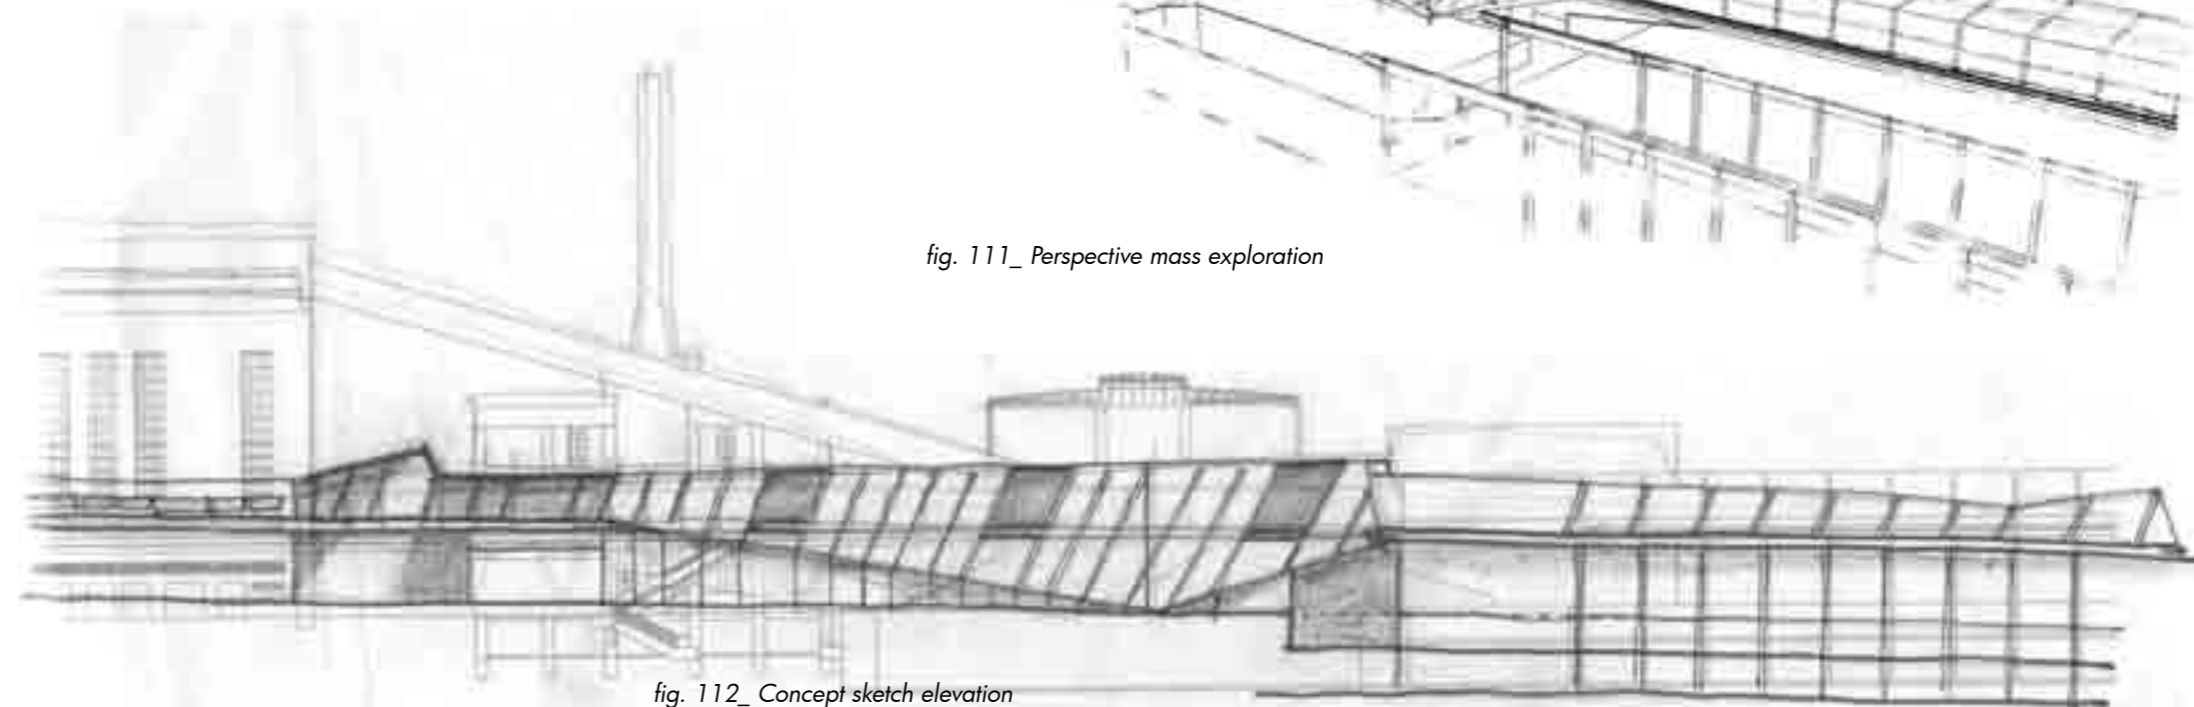 fig. 111_ Perspective mass exploration
fig. 112_ Concept sketch elevation